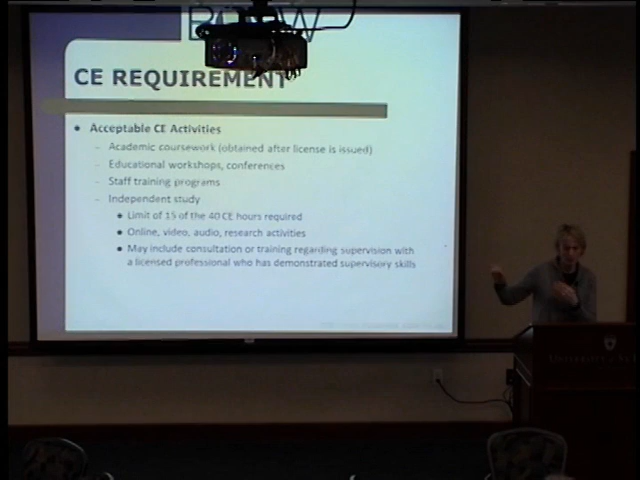 CE REQUIREMENT
• Acceptable CE Activities
– Academic coursework (obtained after license is issued)
– Educational workshops, conferences
– Staff training programs
– Independent study
• Limit of 15 of the 40 CE hours required
• Online, video, audio, research activities
• May include consultation or training regarding supervision with
a licensed professional who has demonstrated supervisory skills